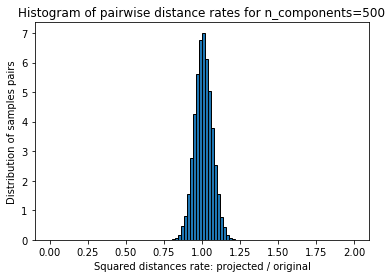 Histogram of pairwise distance rates for n_components=500
Distribution of samples pairs
7
6
5
4
3
2
1
0
0.00 0.25 0.50 0.75 1.00 1.25 1.50 1.75 2.00
Squared distances rate: projected / original